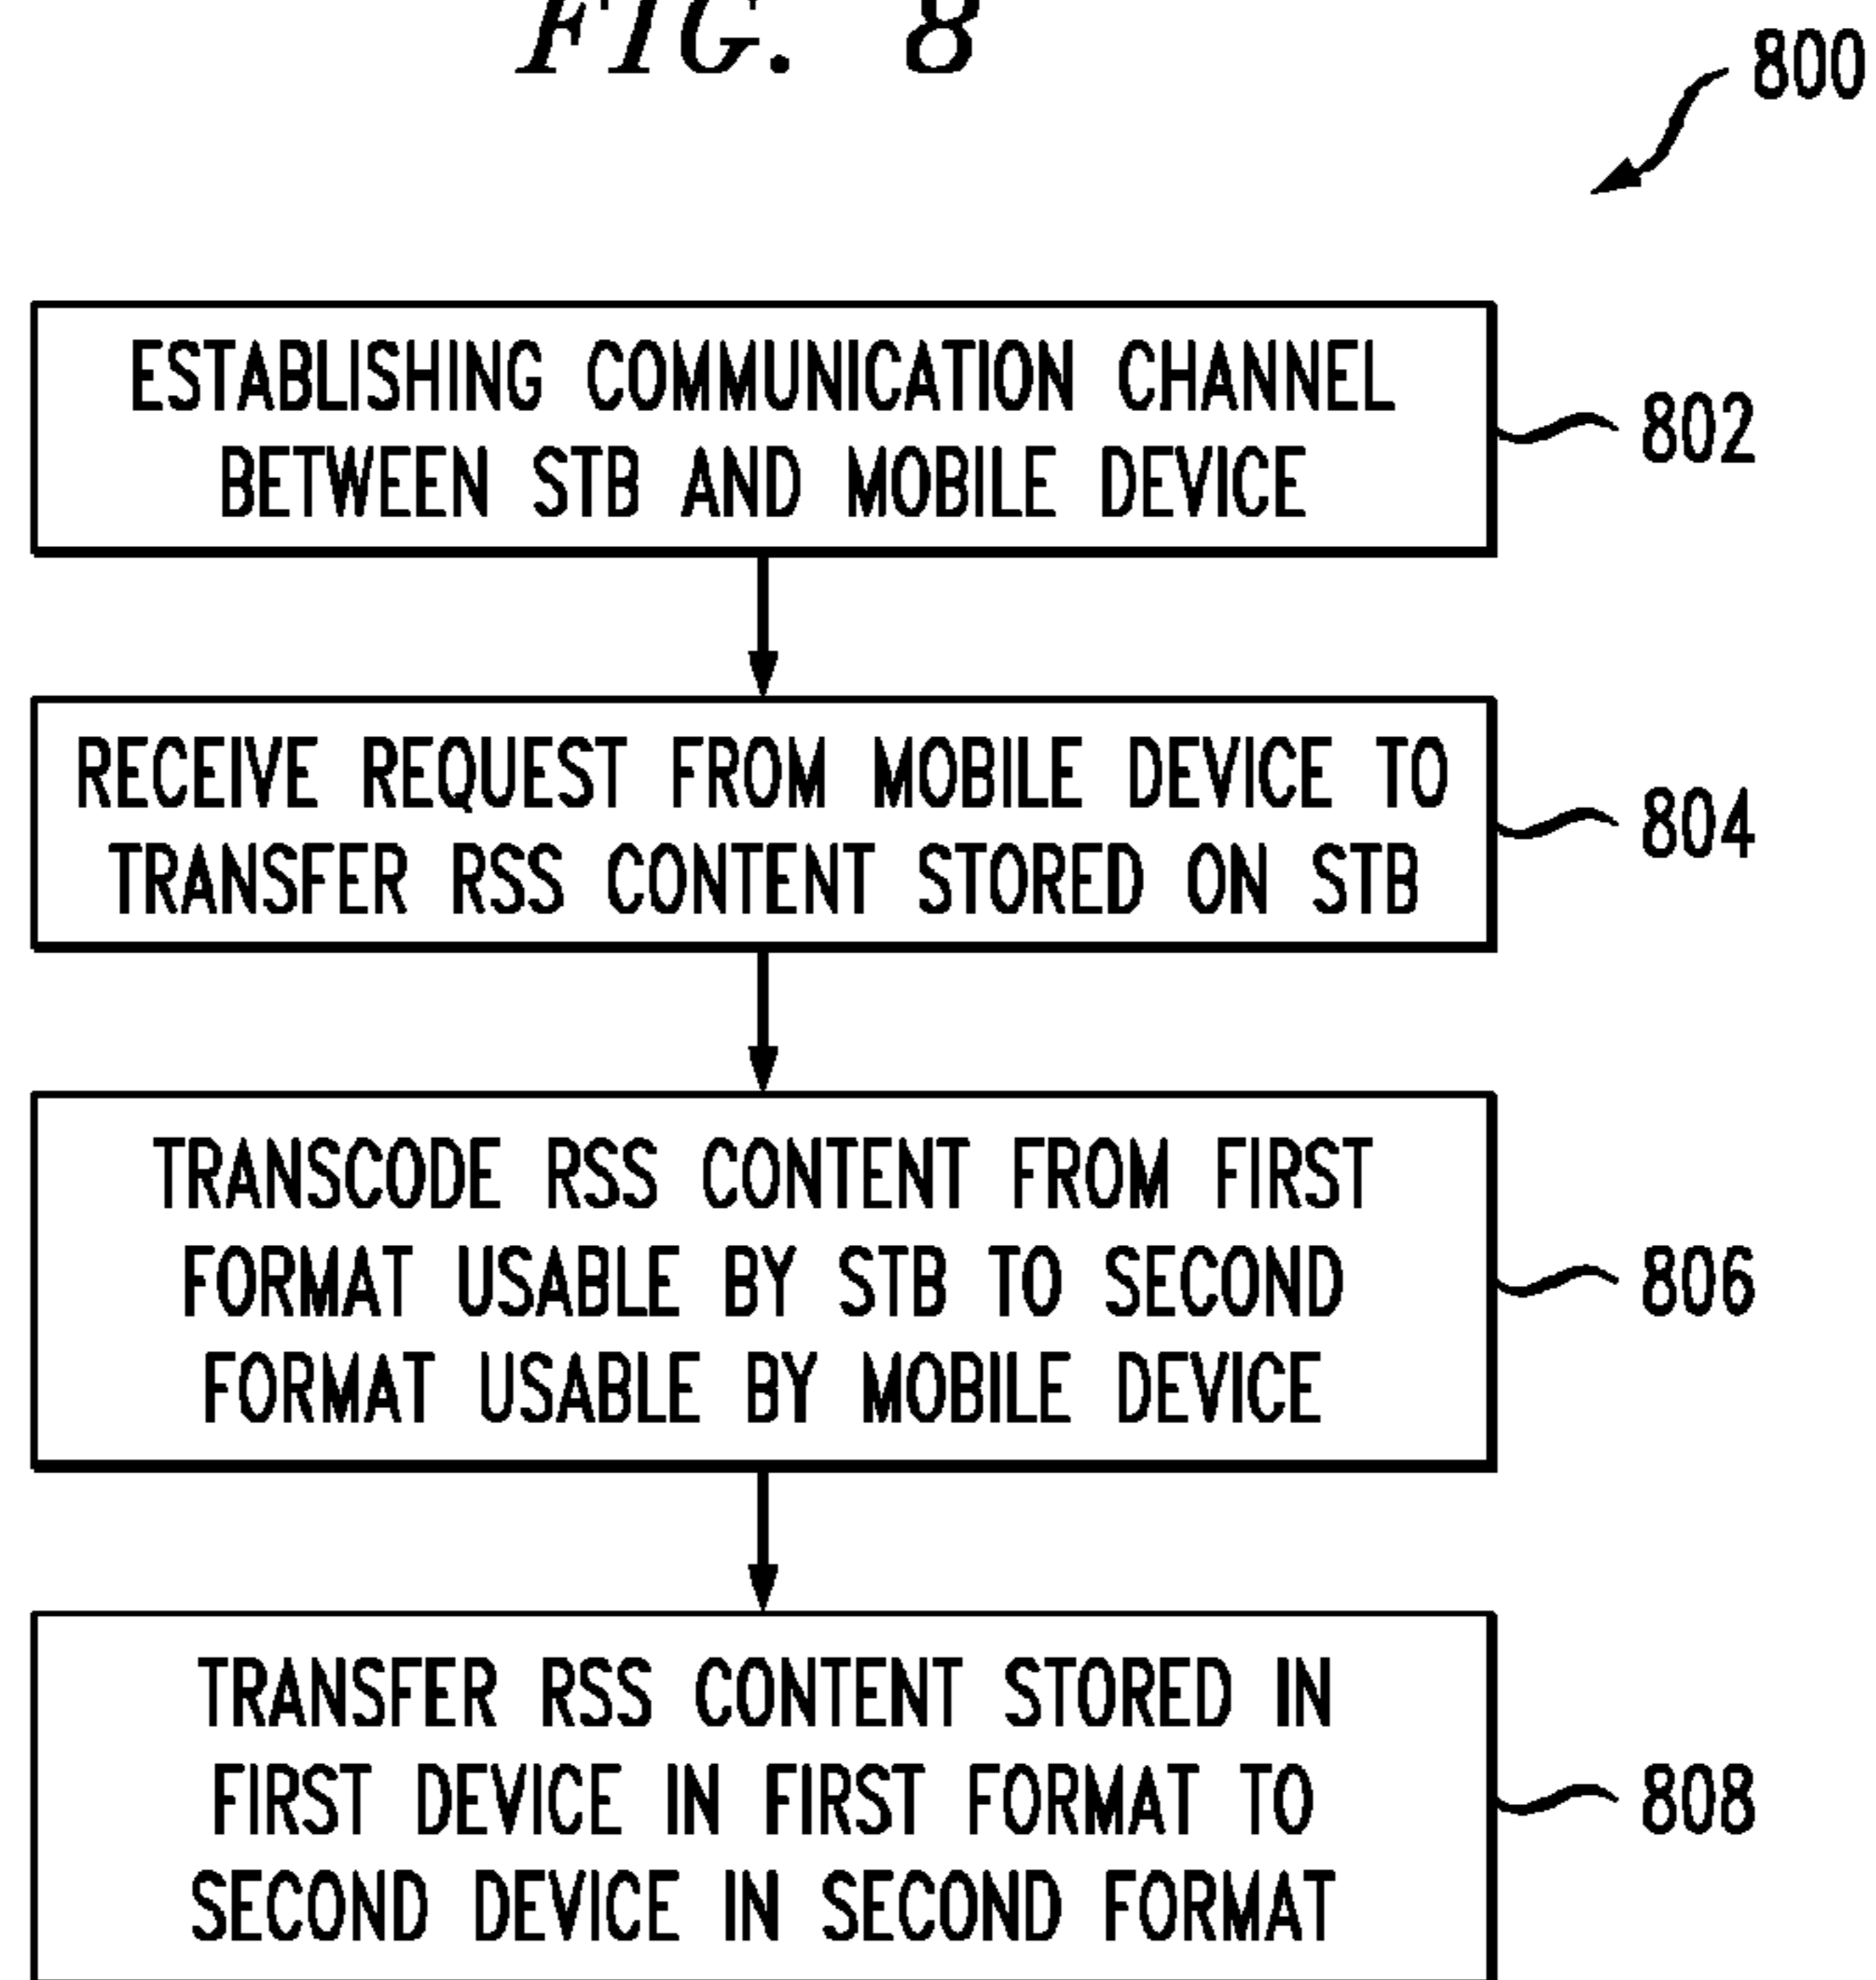 FIG. 8
800
ESTABLISHING COMMUNICATION CHANNEL
BETWEEN STB AND MOBILE DEVICE
802
RECEIVE REQUEST FROM MOBILE DEVICE TO
TRANSFER RSS CONTENT STORED ON STB
804
TRANSCODE RSS CONTENT FROM FIRST
FORMAT USABLE BY STB TO SECOND
FORMAT USABLE BY MOBILE DEVICE
806
TRANSFER RSS CONTENT STORED IN
FIRST DEVICE IN FIRST FORMAT TO
SECOND DEVICE IN SECOND FORMAT
808